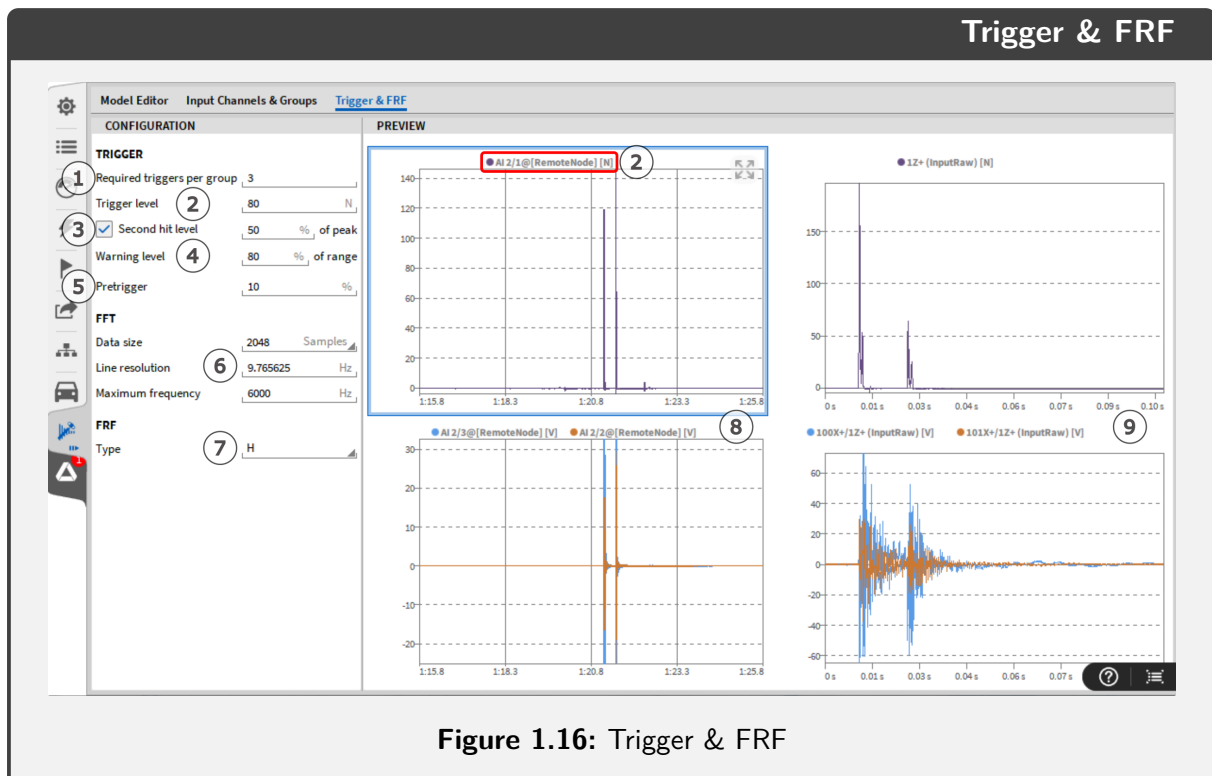 Trigger & FRF
Model Editor Input Channels & Groups Trigger & FRF
CONFIGURATION
TRIGGER
1 Required triggers per group 3
Trigger level 2 80 N
3 Second hit level 50 % of peak
Warning level 4 80 % of range
5 Pretrigger 10 %
FFT
Data size 2048 Samples
Line resolution 6 9.765625 Hz
Maximum frequency 6000 Hz
FRF
Type 7 H
1
PREVIEW
AI 2/1@[RemoteNode] [N] 2
140
120
100
80
60
40
20
0
1:15.8 1:18.3 1:20.8 1:23.3 1:25.8
1Z+ (InputRaw) [N]
150
100
50
0
0 s 0.01 s 0.03 s 0.04 s 0.06 s 0.07 s 0.09 s 0.10 s
AI 2/3@[RemoteNode] [V] AI 2/2@[RemoteNode] [V] 8
30
20
10
0
-10
-20
1:15.8 1:18.3 1:20.8 1:23.3 1:25.8
100X+/1Z+ (InputRaw) [V] 101X+/1Z+ (InputRaw) [V] 9
60
40
20
0
-20
-40
-60
0 s 0.01 s 0.03 s 0.04 s 0.06 s 0.07 s
?
Figure 1.16: Trigger & FRF